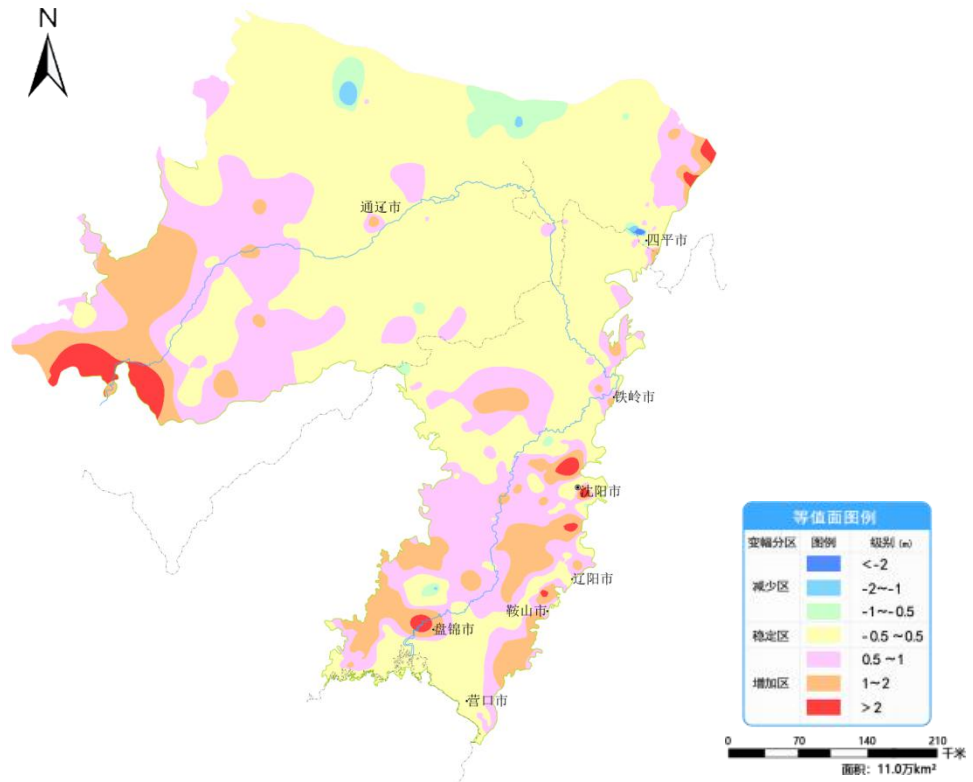 N
通辽市
四平市
铁岭市
沈阳市
辽阳市
鞍山市
盘锦市
营口市
等值面图例
变幅分区 图例 级别 (m)
减少区
<-2
-2~-1
-1~-0.5
稳定区 -0.5~0.5
增加区
0.5~1
1~2
>2
0 70 140 210 千米
面积：11.0万km²